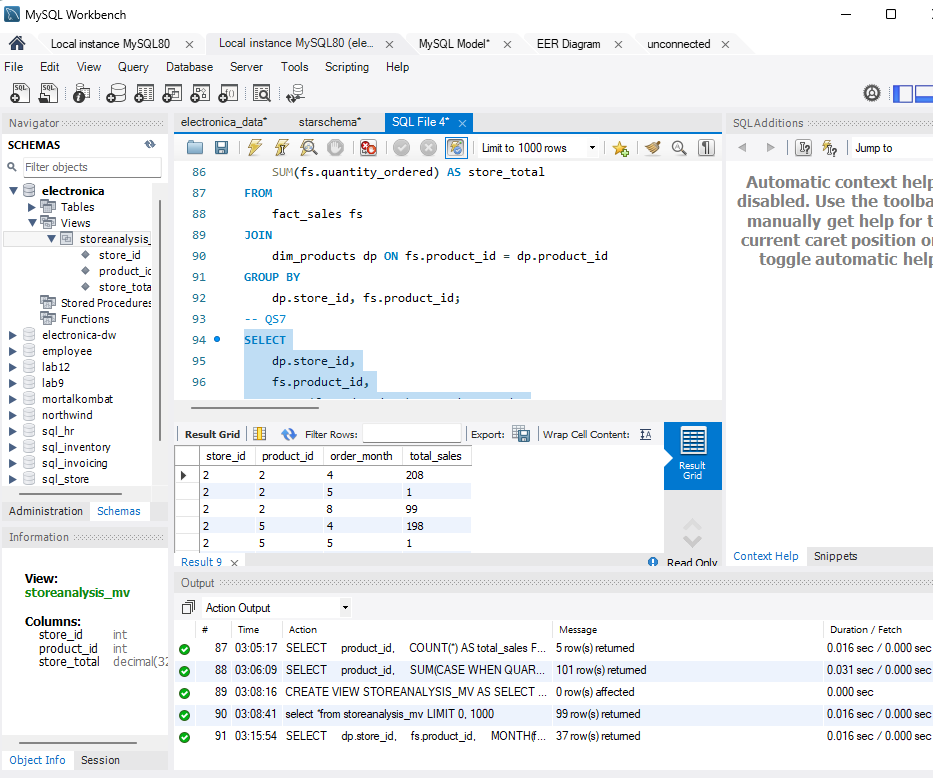 MySQL Workbench
Local instance MySQL80
Local instance MySQL80 (ele...
MySQL Model*
EER Diagram
unconnected
File Edit View Query Database Server Tools Scripting Help
Navigator
SCHEMAS
Filter objects
electronica
Tables
Views
storeanalysis_
store_id
product_id
store_tota
Stored Procedures
Functions
electronica-dw
employee
lab12
lab9
mortalkombat
northwind
sql_hr
sql_inventory
sql_invoicing
sql_store
Administration Schemas
Information
View:
storeanalysis_mv
Columns:
store_id int
product_id int
store_total decimal(32
Object Info Session
electronica_data* starschema* SQL File 4*
Limit to 1000 rows
86 SUM(fs.quantity_ordered) AS store_total
87 FROM
88 fact_sales fs
89 JOIN
90 dim_products dp ON fs.product_id = dp.product_id
91 GROUP BY
92 dp.store_id, fs.product_id;
93 -- QS7
94 SELECT
95 dp.store_id,
96 fs.product_id,
Result Grid Filter Rows: Export: Wrap Cell Content:
store_id product_id order_month total_sales
2 2 4 208
2 2 5 1
2 2 8 99
2 5 4 198
2 5 5 1
Result Grid
Result 9
Read Only
SQLAdditions
Jump to
Automatic context help
disabled. Use the toolba
manually get help for t
current caret position or
toggle automatic help
Context Help Snippets
Output
Action Output
# Time Action Message Duration / Fetch
87 03:05:17 SELECT product_id, COUNT(*) AS total_sales F... 5 row(s) returned 0.016 sec / 0.000 sec
88 03:06:09 SELECT product_id, SUM(CASE WHEN QUAR... 101 row(s) returned 0.031 sec / 0.000 sec
89 03:08:16 CREATE VIEW STOREANALYSIS_MV AS SELECT ... 0 row(s) affected 0.000 sec
90 03:08:41 select *from storeanalysis_mv LIMIT 0, 1000 99 row(s) returned 0.016 sec / 0.000 sec
91 03:15:54 SELECT dp.store_id, fs.product_id, MONTH(f... 37 row(s) returned 0.016 sec / 0.000 sec